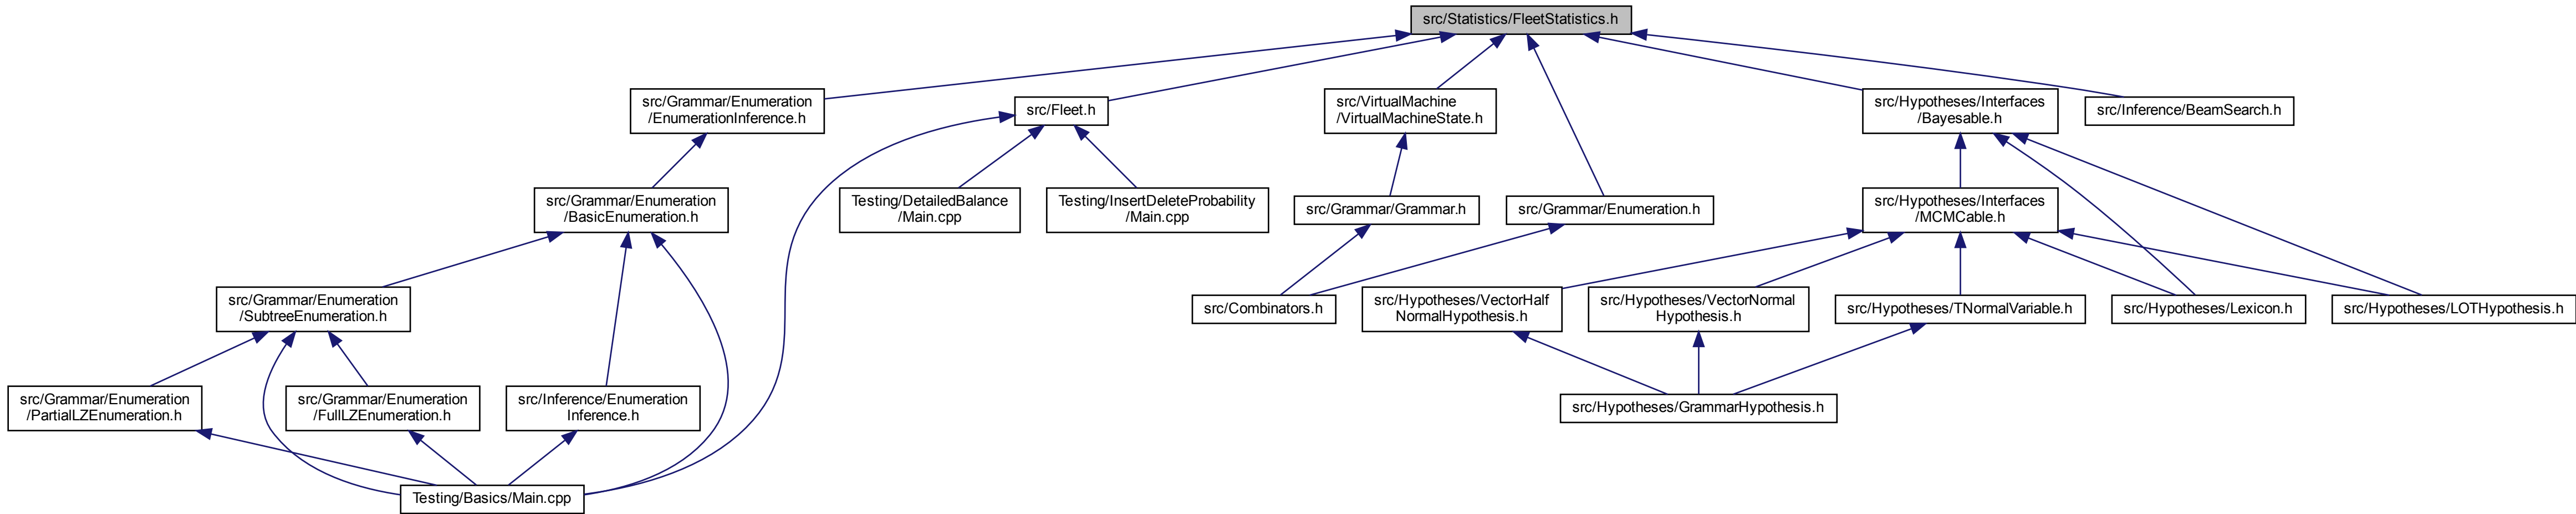 src/Statistics/FleetStatistics.h
src/Grammar/Enumeration
/EnumerationInference.h
src/Fleet.h
src/VirtualMachine
/VirtualMachineState.h
src/Hypotheses/Interfaces
/Bayesable.h
src/Inference/BeamSearch.h
src/Grammar/Enumeration
/BasicEnumeration.h
Testing/DetailedBalance
/Main.cpp
Testing/InsertDeleteProbability
/Main.cpp
src/Grammar/Grammar.h
src/Grammar/Enumeration.h
src/Hypotheses/Interfaces
/MCMCable.h
src/Grammar/Enumeration
/SubtreeEnumeration.h
src/Combinators.h
src/Hypotheses/VectorHalf
NormalHypothesis.h
src/Hypotheses/VectorNormal
Hypothesis.h
src/Hypotheses/TNormalVariable.h
src/Hypotheses/Lexicon.h
src/Hypotheses/LOTHypothesis.h
src/Grammar/Enumeration
/PartialLZEnumeration.h
src/Grammar/Enumeration
/FullLZEnumeration.h
src/Inference/Enumeration
Inference.h
src/Hypotheses/GrammarHypothesis.h
Testing/Basics/Main.cpp